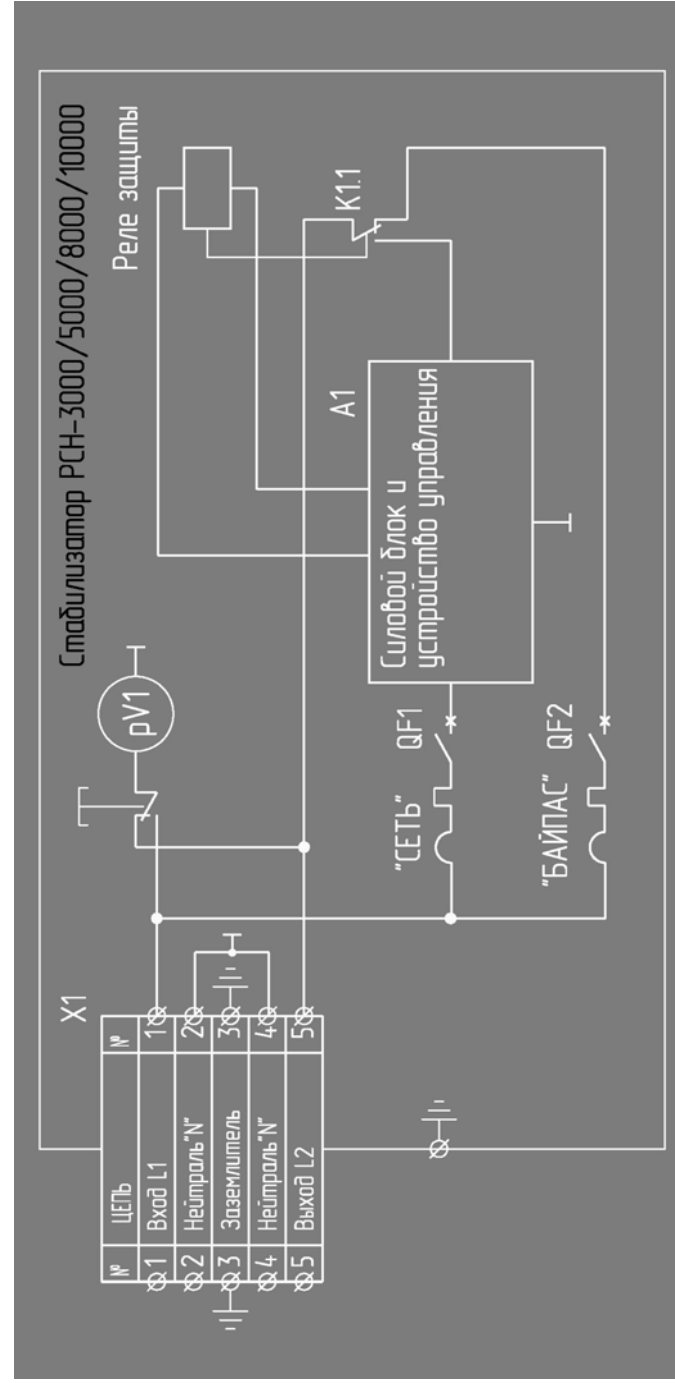 Стабилизатор РСН-3000/5000/8000/10000
Реле защиты
pV1
К1.1
X1
№ ЦЕПЬ №
1 Вход L1 1
2 Нейтраль"N" 2
3 Заземлитель 3
4 Нейтраль"N" 4
5 Выход L2 5
А1
Силовой блок и
устройство управления
"СЕТЬ" QF1
"БАЙПАС" QF2